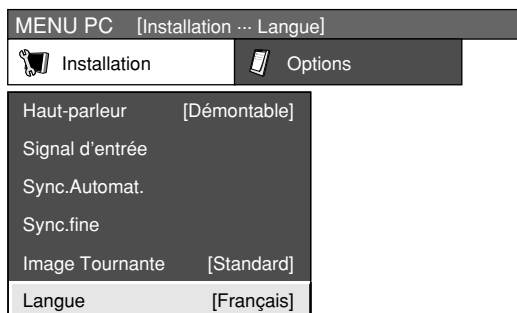 MENU PC [Installation ... Langue]
Installation Options
Haut-parleur [Démontable]
Signal d'entrée
Sync.Automat.
Sync.fine
Image Tournante [Standard]
Langue [Français]